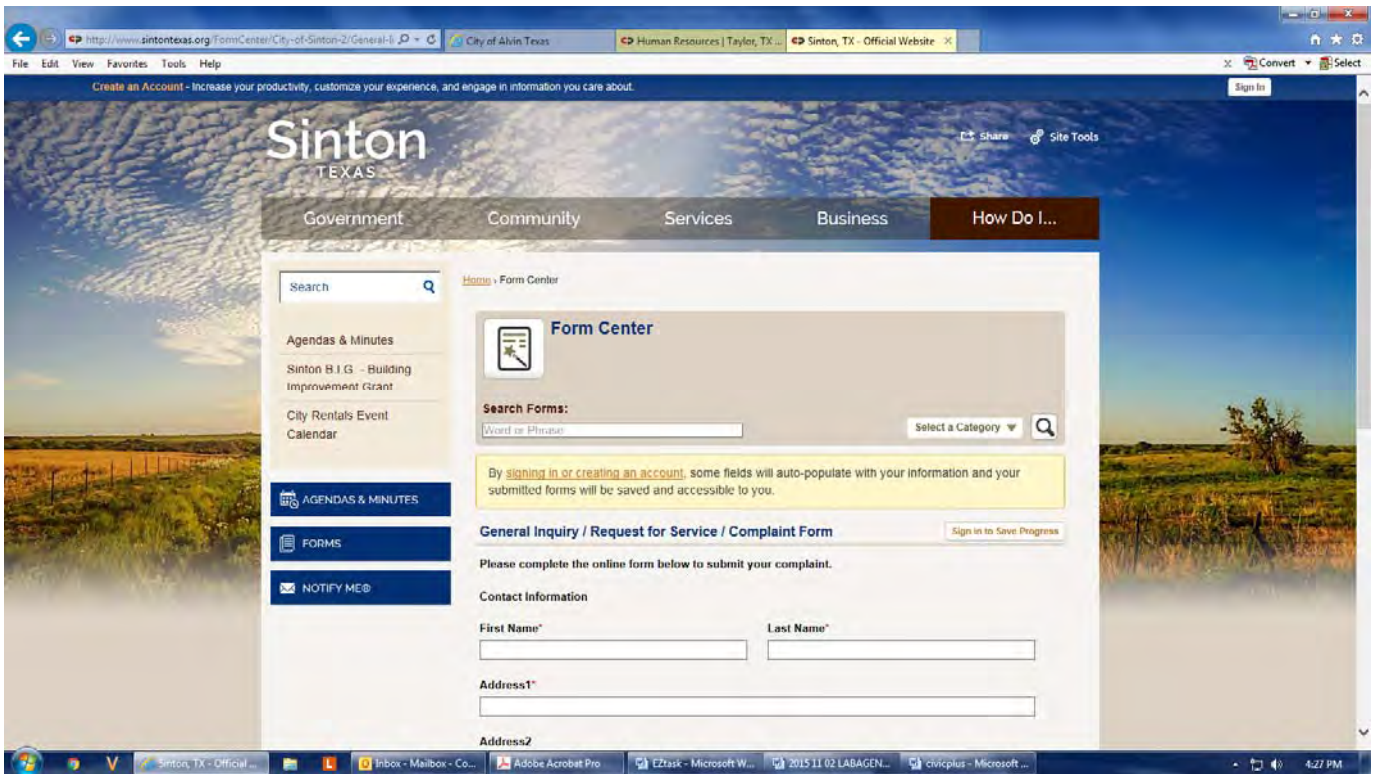 http://www.sintontexas.org/FormCenter/City-of-Sinton-2/General-I
City of Alvin Texas
Human Resources | Taylor, TX ...
Sinton, TX - Official Website
File Edit View Favorites Tools Help
Convert
Select
Create an Account - Increase your productivity, customize your experience, and engage in information you care about.
Sign In
Sinton
TEXAS
Share
Site Tools
Government
Community
Services
Business
How Do I...
Search
Agendas & Minutes
Sinton B.I.G. - Building
Improvement Grant
City Rentals Event
Calendar
AGENDAS & MINUTES
FORMS
NOTIFY ME®
Home › Form Center
Form Center
Search Forms:
Word or Phrase
Select a Category
By signing in or creating an account, some fields will auto-populate with your information and your
submitted forms will be saved and accessible to you.
General Inquiry / Request for Service / Complaint Form
Sign in to Save Progress
Please complete the online form below to submit your complaint.
Contact Information
First Name*
Last Name*
Address1*
Address2
Sinton, TX - Official ...
Inbox - Mailbox - Co...
Adobe Acrobat Pro
EZtask - Microsoft W...
2015 11 02 LABAGEN...
civicplus - Microsoft ...
4:27 PM